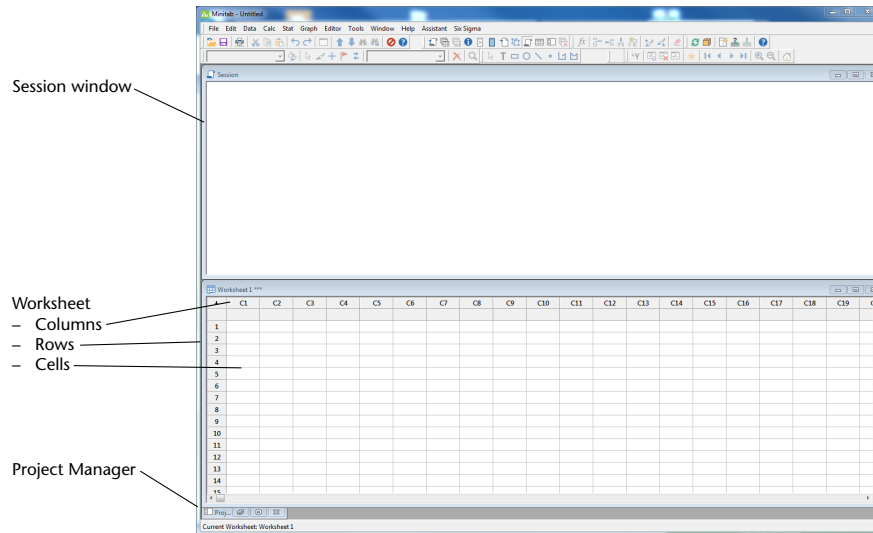 Minitab - Untitled
File Edit Data Calc Stat Graph Editor Tools Window Help Assistant Six Sigma
Session
Session window
Worksheet 1 ***
Worksheet
– Columns
– Rows
– Cells
C1 C2 C3 C4 C5 C6 C7 C8 C9 C10 C11 C12 C13 C14 C15 C16 C17 C18 C19
1
2
3
4
5
6
7
8
9
10
11
12
13
14
15
Project Manager
Proj...
Current Worksheet: Worksheet 1